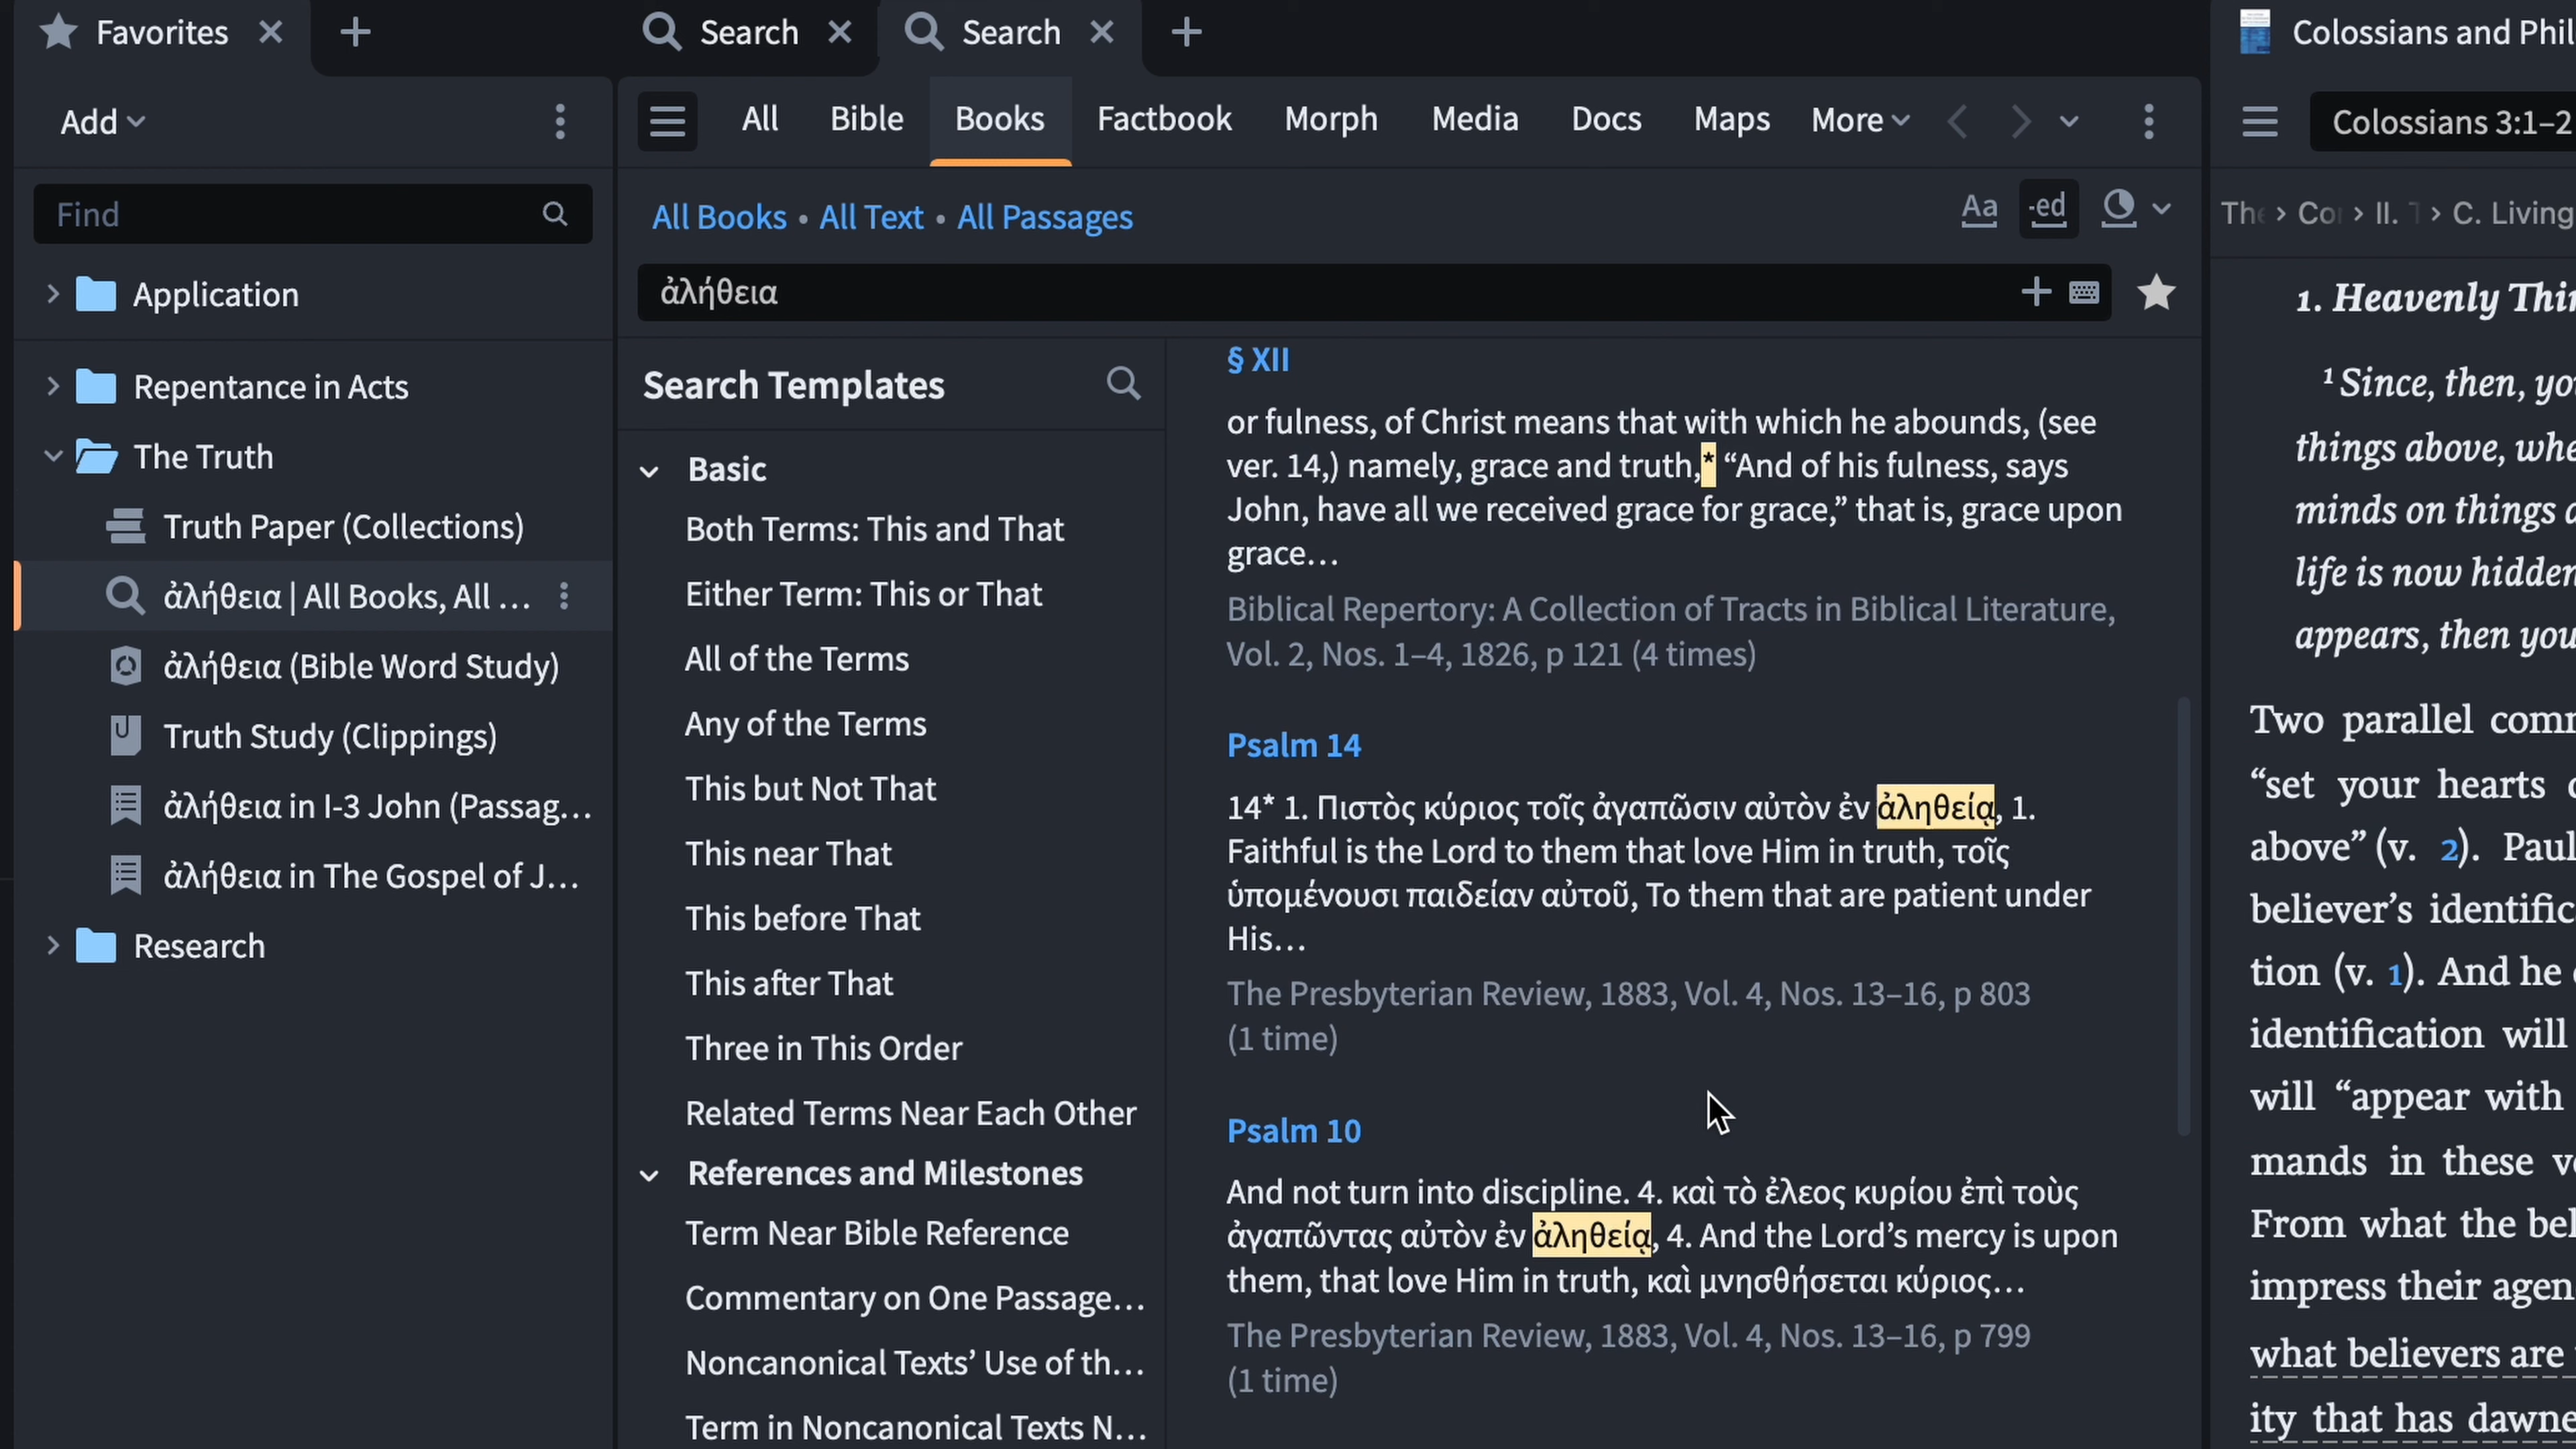 Favorites
Add
Find
Application
Repentance in Acts
The Truth
Truth Paper (Collections)
ἀλήθεια | All Books, All …
ἀλήθεια (Bible Word Study)
Truth Study (Clippings)
ἀλήθεια in I-3 John (Passag…
ἀλήθεια in The Gospel of J…
Research
Search
Search
All Bible Books Factbook Morph Media Docs Maps More
All Books • All Text • All Passages
Aa -ed
ἀλήθεια
Search Templates
Basic
Both Terms: This and That
Either Term: This or That
All of the Terms
Any of the Terms
This but Not That
This near That
This before That
This after That
Three in This Order
Related Terms Near Each Other
References and Milestones
Term Near Bible Reference
Commentary on One Passage…
Noncanonical Texts’ Use of th…
Term in Noncanonical Texts N…
§ XII
or fulness, of Christ means that with which he abounds, (see
ver. 14,) namely, grace and truth,* “And of his fulness, says
John, have all we received grace for grace,” that is, grace upon
grace…
Biblical Repertory: A Collection of Tracts in Biblical Literature,
Vol. 2, Nos. 1–4, 1826, p 121 (4 times)
Psalm 14
14* 1. Πιστὸς κύριος τοῖς ἀγαπῶσιν αὐτὸν ἐν ἀληθείᾳ, 1.
Faithful is the Lord to them that love Him in truth, τοῖς
ὑπομένουσι παιδείαν αὐτοῦ, To them that are patient under
His…
The Presbyterian Review, 1883, Vol. 4, Nos. 13–16, p 803
(1 time)
Psalm 10
And not turn into discipline. 4. καὶ τὸ ἐλεος κυρίου ἐπὶ τοὺς
ἀγαπῶντας αὐτὸν ἐν ἀληθείᾳ, 4. And the Lord’s mercy is upon
them, that love Him in truth, καὶ μνησθήσεται κύριος…
The Presbyterian Review, 1883, Vol. 4, Nos. 13–16, p 799
(1 time)
Colossians and Phil
Colossians 3:1–2
The › Co › II. › C. Living
1. Heavenly Thin
1 Since, then, yo
things above, whe
minds on things a
life is now hidden
appears, then you
Two parallel comm
“set your hearts
above” (v. 2). Paul
believer’s identific
tion (v. 1). And he
identification will
will “appear with
mands in these
From what the bel
impress their agen
what believers are
ity that has dawne